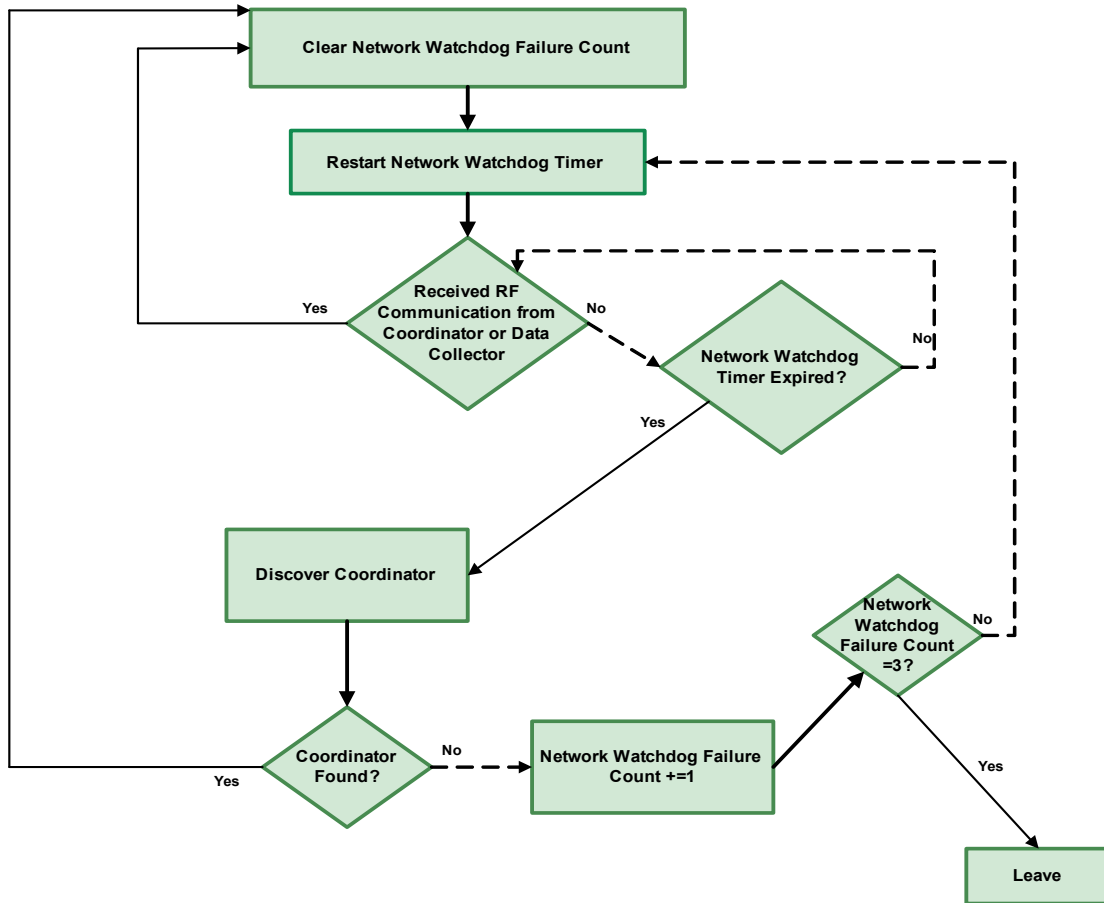 Clear Network Watchdog Failure Count
Restart Network Watchdog Timer
Received RF
Communication from
Coordinator or Data
Collector
Yes
No
Network Watchdog
Timer Expired?
No
Yes
Discover Coordinator
Coordinator
Found?
Yes
No
Network Watchdog Failure
Count +=1
Network
Watchdog
Failure Count
=3?
No
Yes
Leave